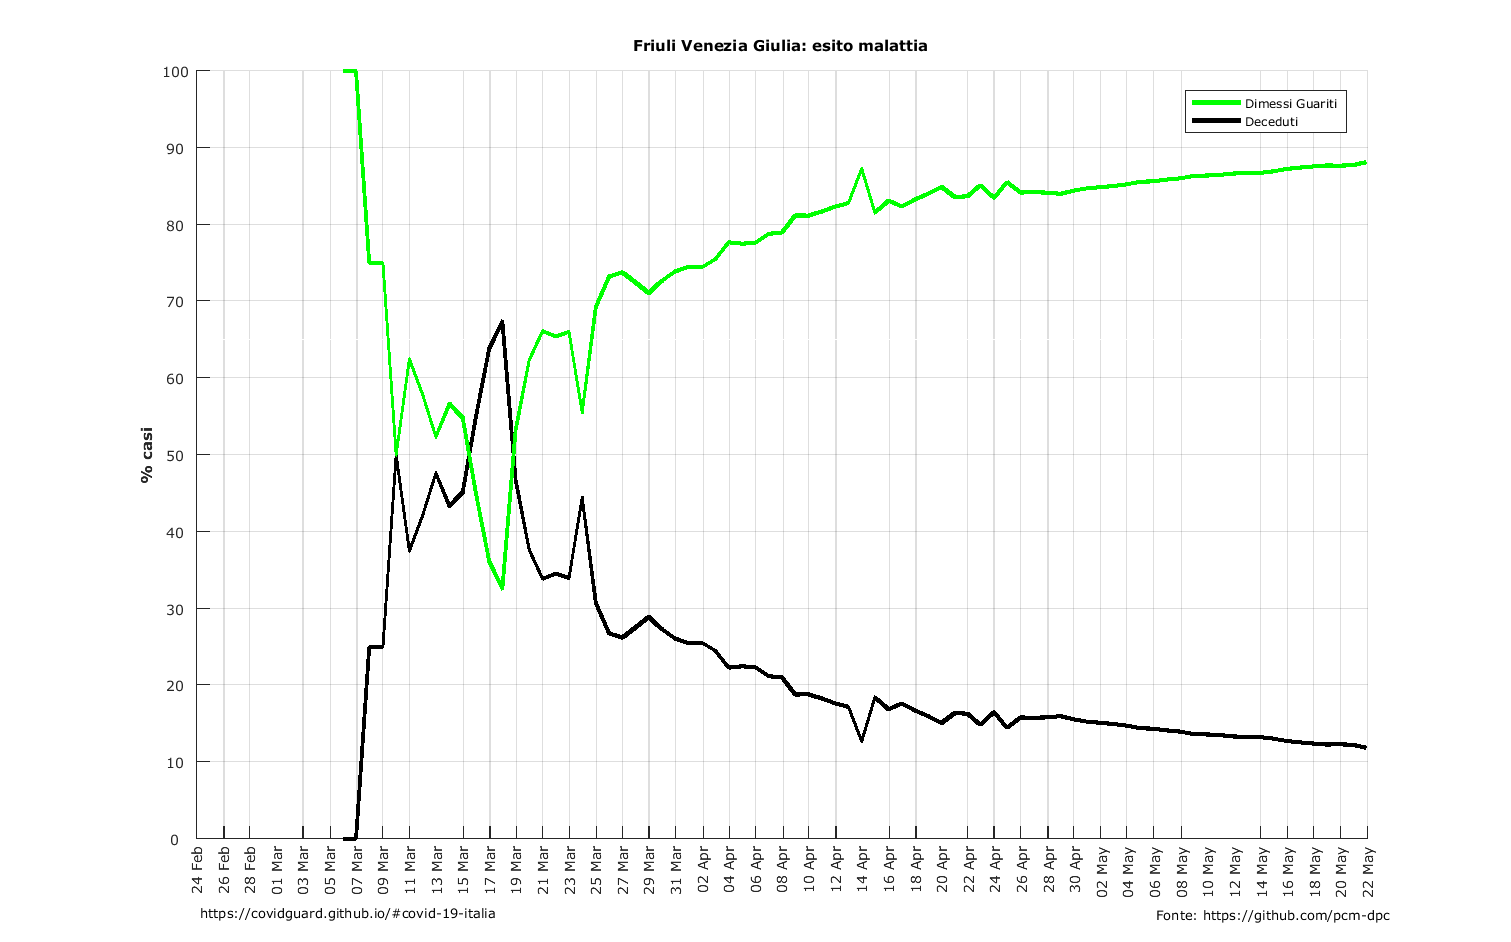 Friuli Venezia Giulia: esito malattia
Dimessi Guariti
Deceduti
% casi
100
90
80
70
60
50
40
30
20
10
0
24 Feb
26 Feb
28 Feb
01 Mar
03 Mar
05 Mar
07 Mar
09 Mar
11 Mar
13 Mar
15 Mar
17 Mar
19 Mar
21 Mar
23 Mar
25 Mar
27 Mar
29 Mar
31 Mar
02 Apr
04 Apr
06 Apr
08 Apr
10 Apr
12 Apr
14 Apr
16 Apr
18 Apr
20 Apr
22 Apr
24 Apr
26 Apr
28 Apr
30 Apr
02 May
04 May
06 May
08 May
10 May
12 May
14 May
16 May
18 May
20 May
22 May
https://covidguard.github.io/#covid-19-italia
Fonte: https://github.com/pcm-dpc